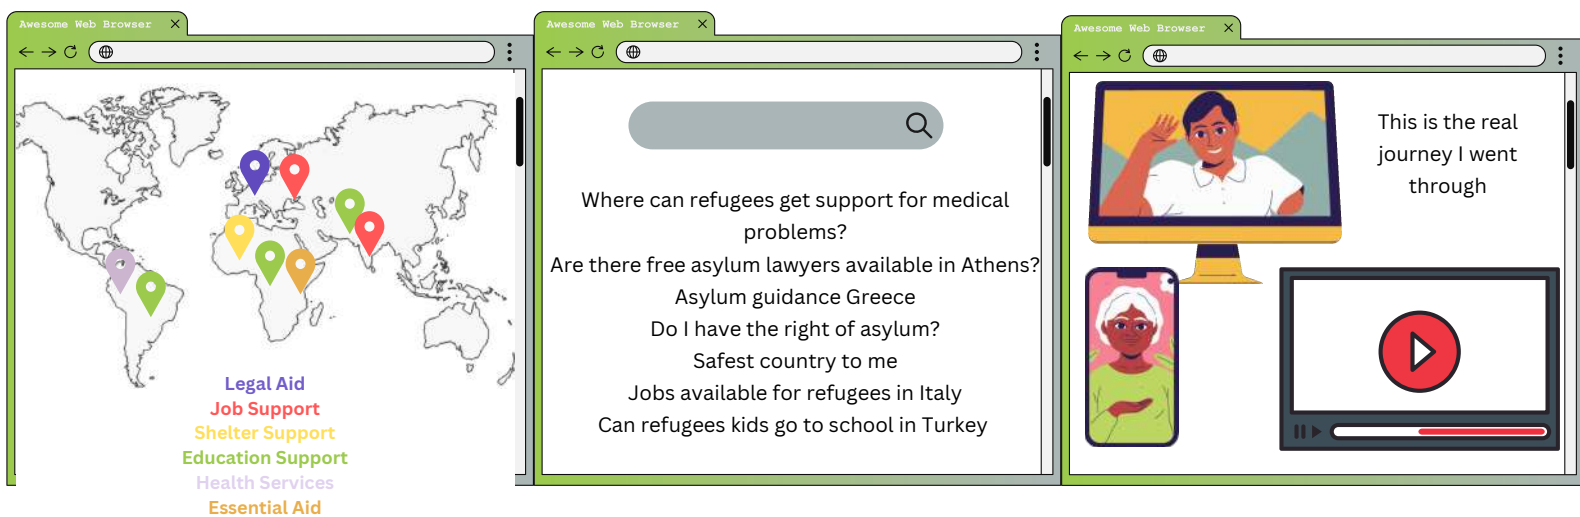 Awesome Web Browser
Legal Aid
Job Support
Shelter Support
Education Support
Health Services
Essential Aid
Awesome Web Browser
Where can refugees get support for medical
problems?
Are there free asylum lawyers available in Athens?
Asylum guidance Greece
Do I have the right of asylum?
Safest country to me
Jobs available for refugees in Italy
Can refugees kids go to school in Turkey
Awesome Web Browser
This is the real
journey I went
through